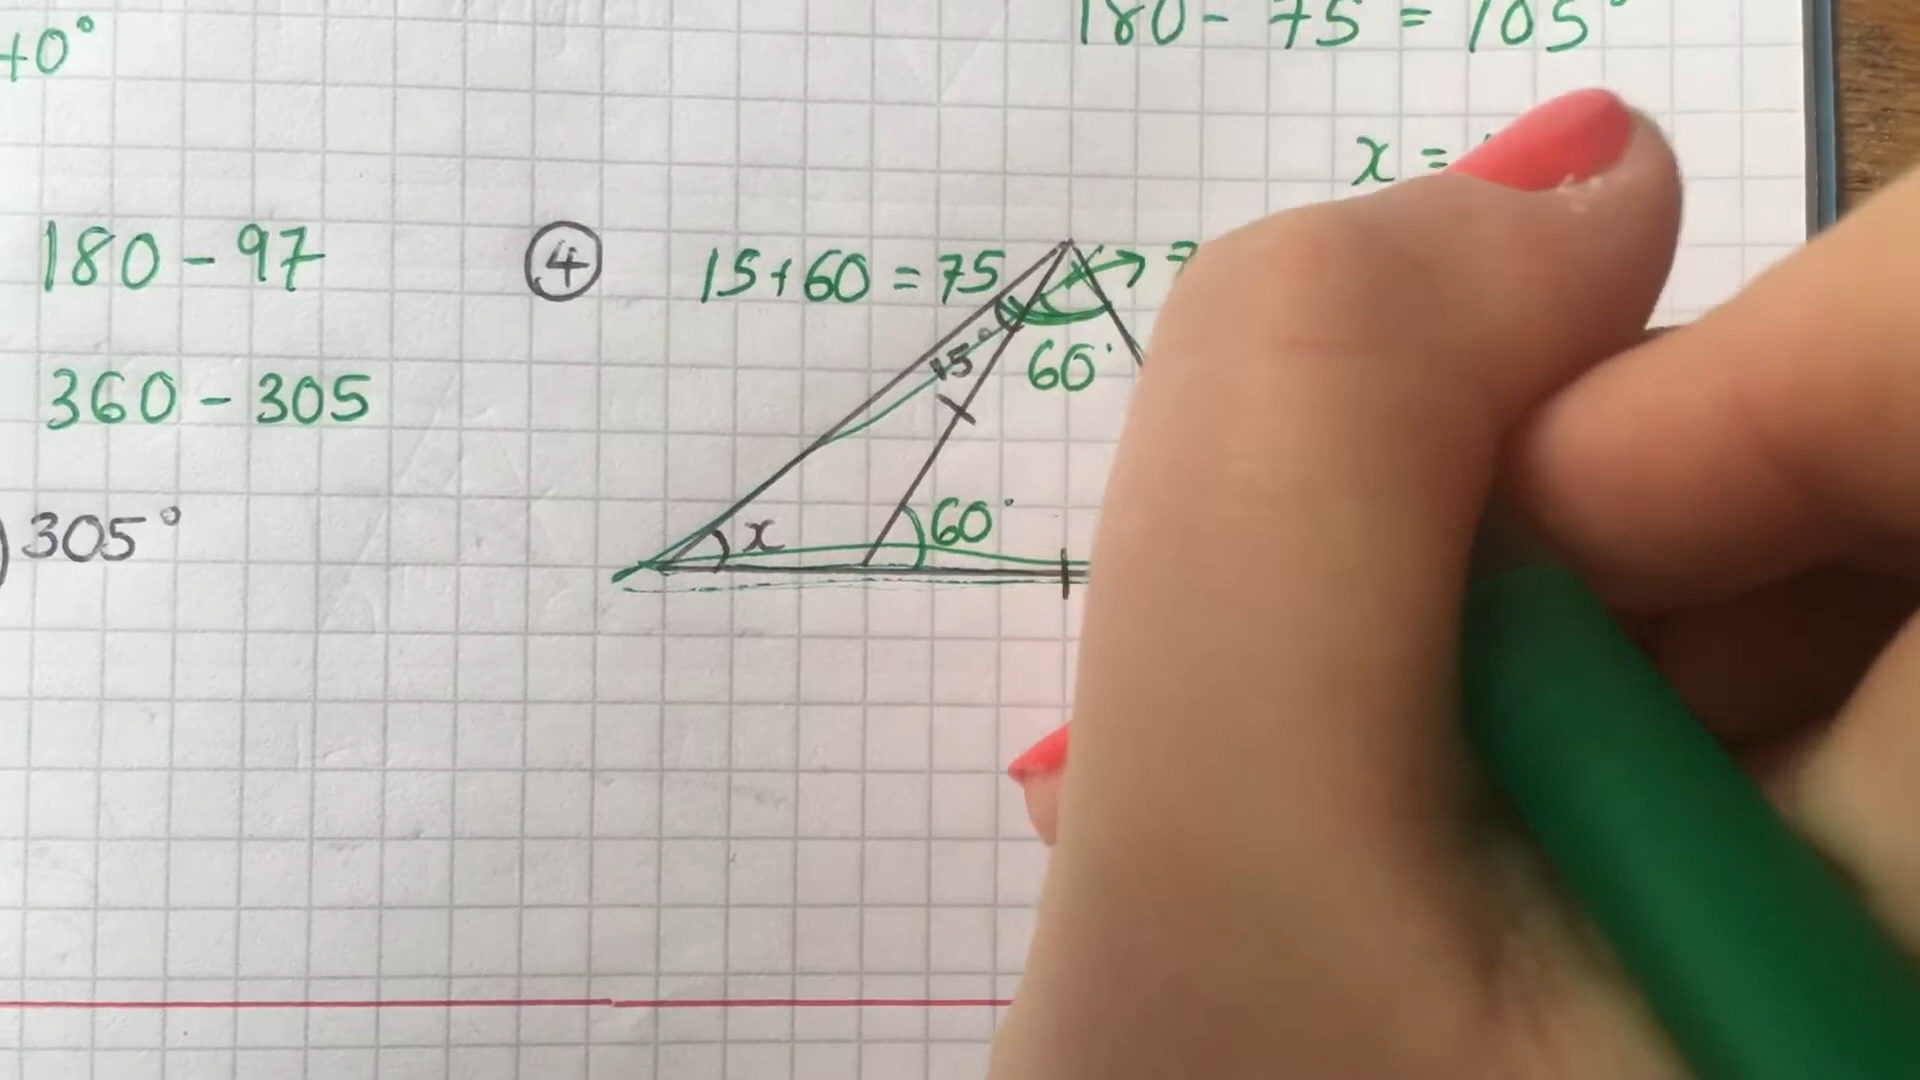 +0°
180 - 75 = 105°
x =
180 - 97
4
15+60 = 75
15°
60°
360 - 305
x
60°
305°